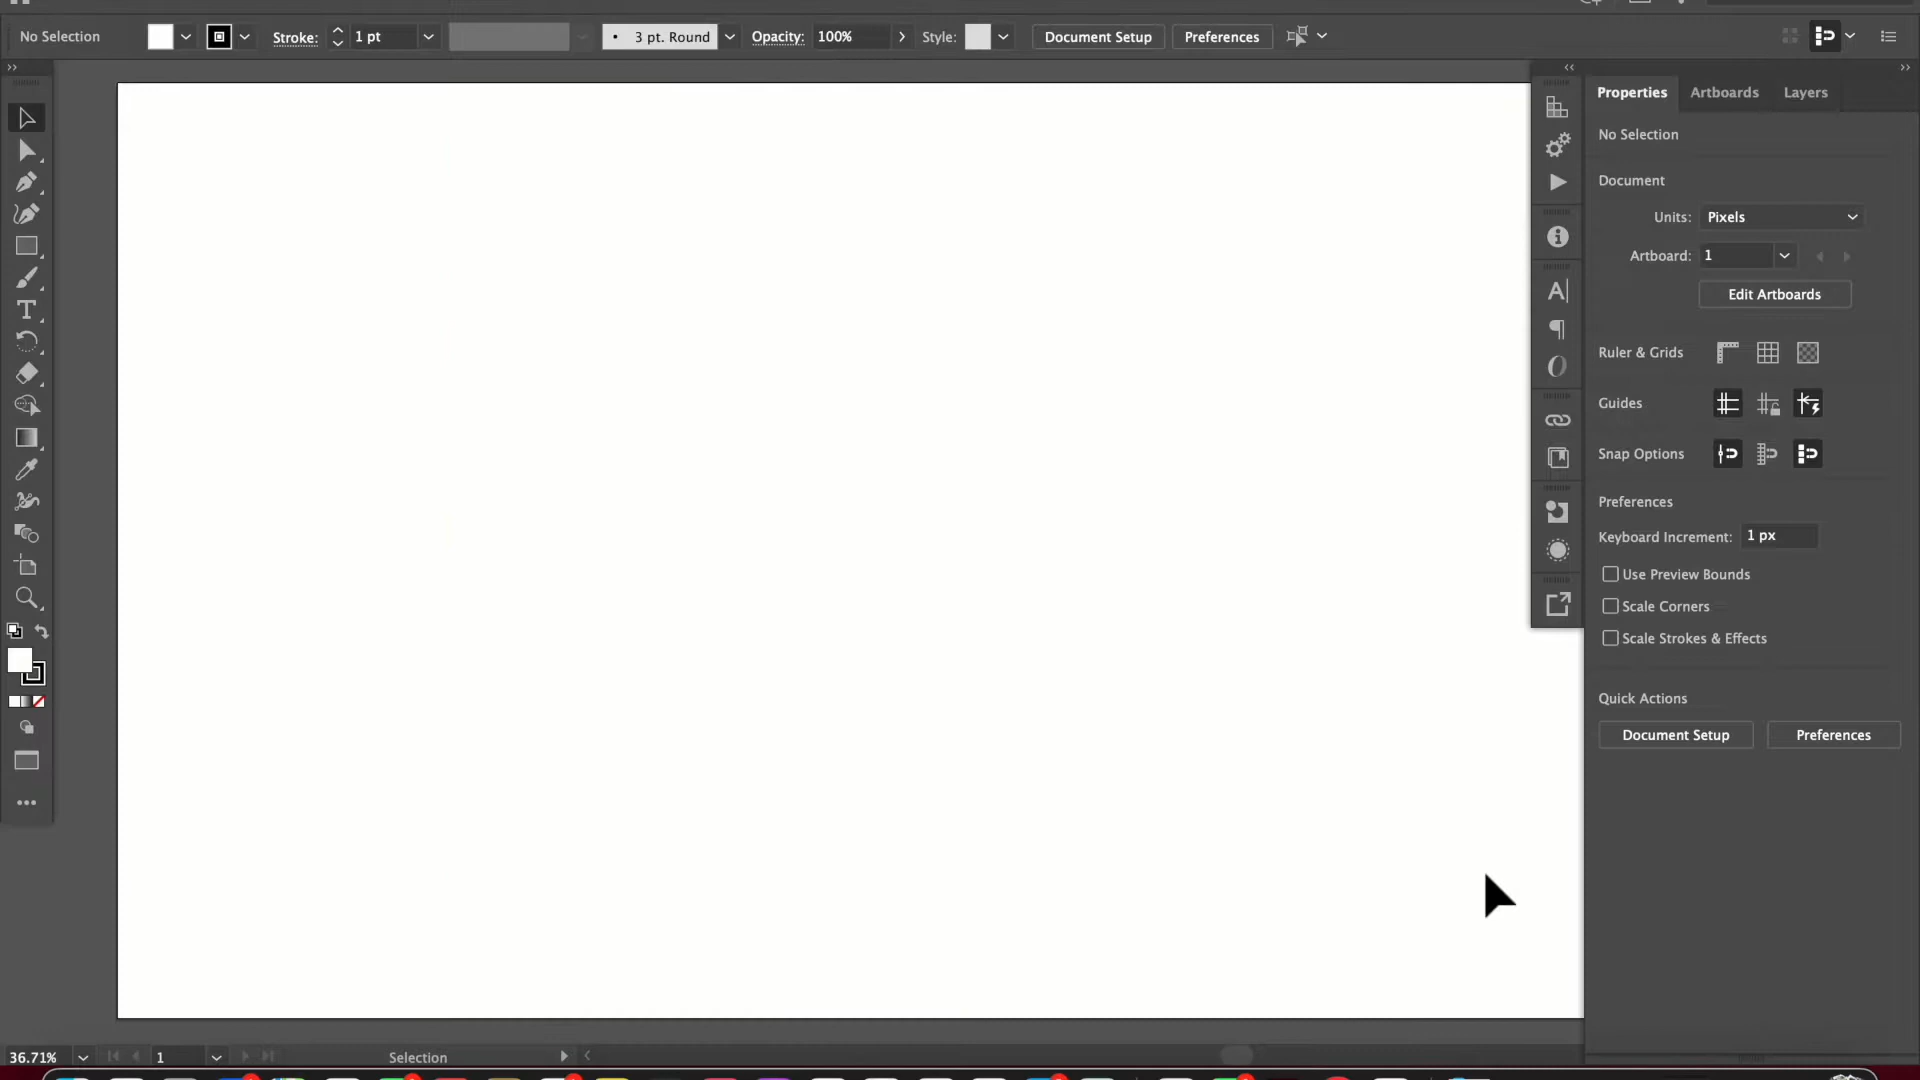 No Selection
Stroke: 1 pt
3 pt. Round
Opacity: 100%
Style:
Document Setup
Preferences
Properties Artboards Layers
No Selection
Document
Units: Pixels
Artboard: 1
Edit Artboards
Ruler & Grids
Guides
Snap Options
Preferences
Keyboard Increment: 1 px
Use Preview Bounds
Scale Corners
Scale Strokes & Effects
Quick Actions
Document Setup Preferences
36.71% 1 Selection